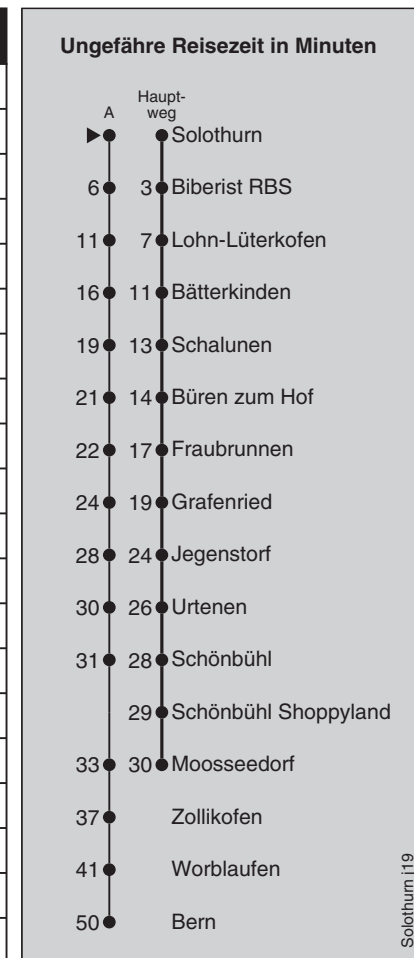 Ungefähre Reisezeit in Minuten
A Haupt-
weg
Solothurn
6 3 Biberist RBS
11 7 Lohn-Lüterkofen
16 11 Bätterkinden
19 13 Schalunen
21 14 Büren zum Hof
22 17 Fraubrunnen
24 19 Grafenried
28 24 Jegenstorf
30 26 Urtenen
31 28 Schönbühl
29 Schönbühl Shoppyland
33 30 Moosseedorf
37 Zollikofen
41 Worblaufen
50 Bern
Solothurn i19